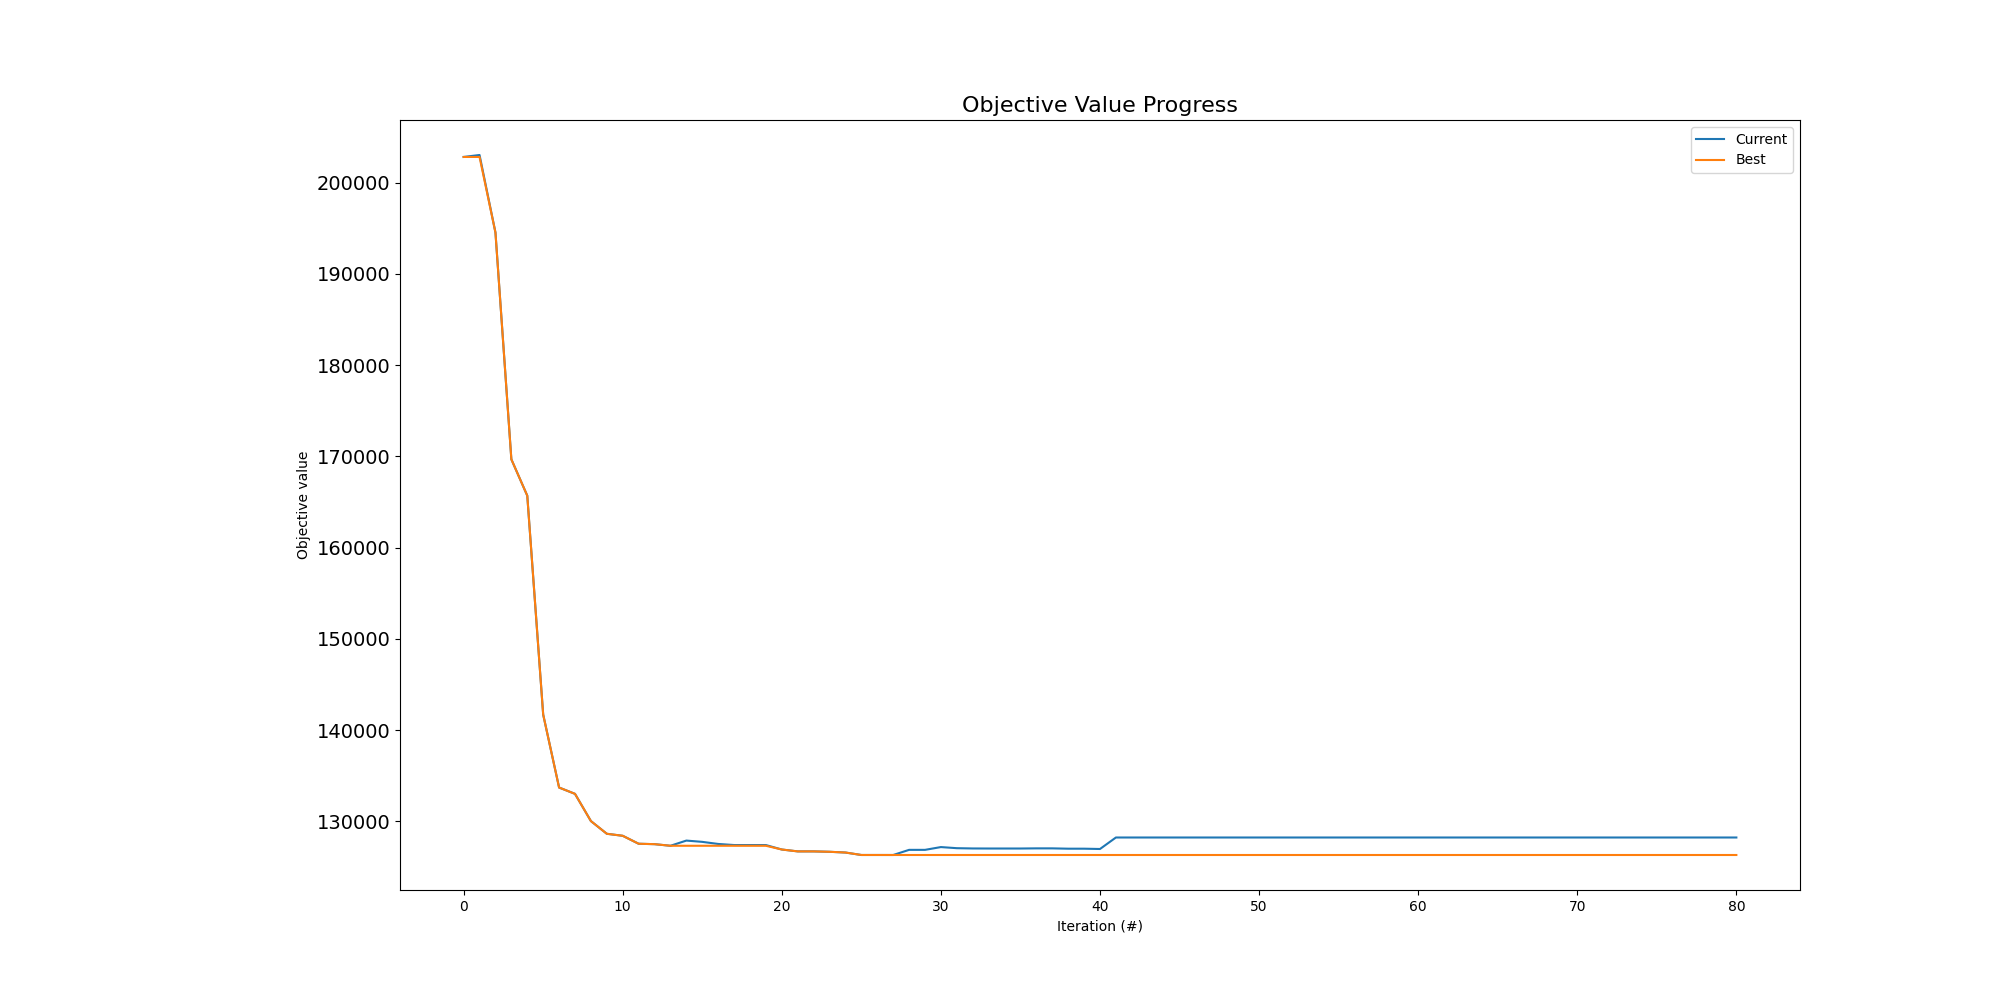 Objective Value Progress
Current
Best
200000
190000
180000
170000
160000
150000
140000
130000
Objective value
0 10 20 30 40 50 60 70 80
Iteration (#)